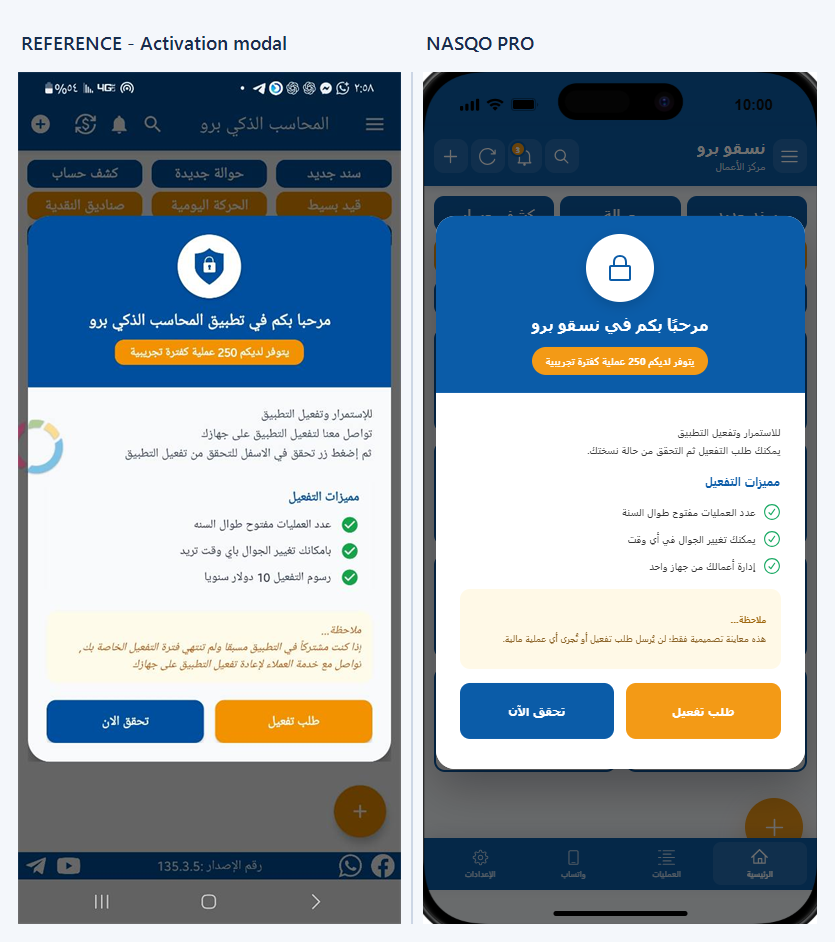 REFERENCE - Activation modal
٢:٥٨
4G
%٥٤
المحاسب الذكي برو
سند جديد
حوالة جديدة
كشف حساب
قيد بسيط
الحركة اليومية
صناديق النقدية
مرحبا بكم في تطبيق المحاسب الذكي برو
يتوفر لديكم 250 عملية كفترة تجريبية
للإستمرار وتفعيل التطبيق
تواصل معنا لتفعيل التطبيق على جهازك
ثم إضغط زر تحقق في الاسفل للتحقق من تفعيل التطبيق
مميزات التفعيل
عدد العمليات مفتوح طوال السنه
بامكانك تغيير الجوال باي وقت تريد
رسوم التفعيل 10 دولار سنويا
ملاحظة...
إذا كنت مشتركاً في التطبيق مسبقا ولم تنتهي فترة التفعيل الخاصة بك,
تواصل مع خدمة العملاء لإعادة تفعيل التطبيق على جهازك
طلب تفعيل
تحقق الان
رقم الإصدار :135.3.5
NASQO PRO
10:00
نسقو برو
مركز الأعمال
3
مرحبًا بكم في نسقو برو
يتوفر لديكم 250 عملية كفترة تجريبية
للاستمرار وتفعيل التطبيق
يمكنك طلب التفعيل ثم التحقق من حالة نسختك.
مميزات التفعيل
عدد العمليات مفتوح طوال السنة
يمكنك تغيير الجوال في أي وقت
إدارة أعمالك من جهاز واحد
ملاحظة...
هذه معاينة تصميمية فقط؛ لن يُرسل طلب تفعيل أو تُجرى أي عملية مالية.
طلب تفعيل
تحقق الآن
الرئيسية
العمليات
واتساب
الإعدادات